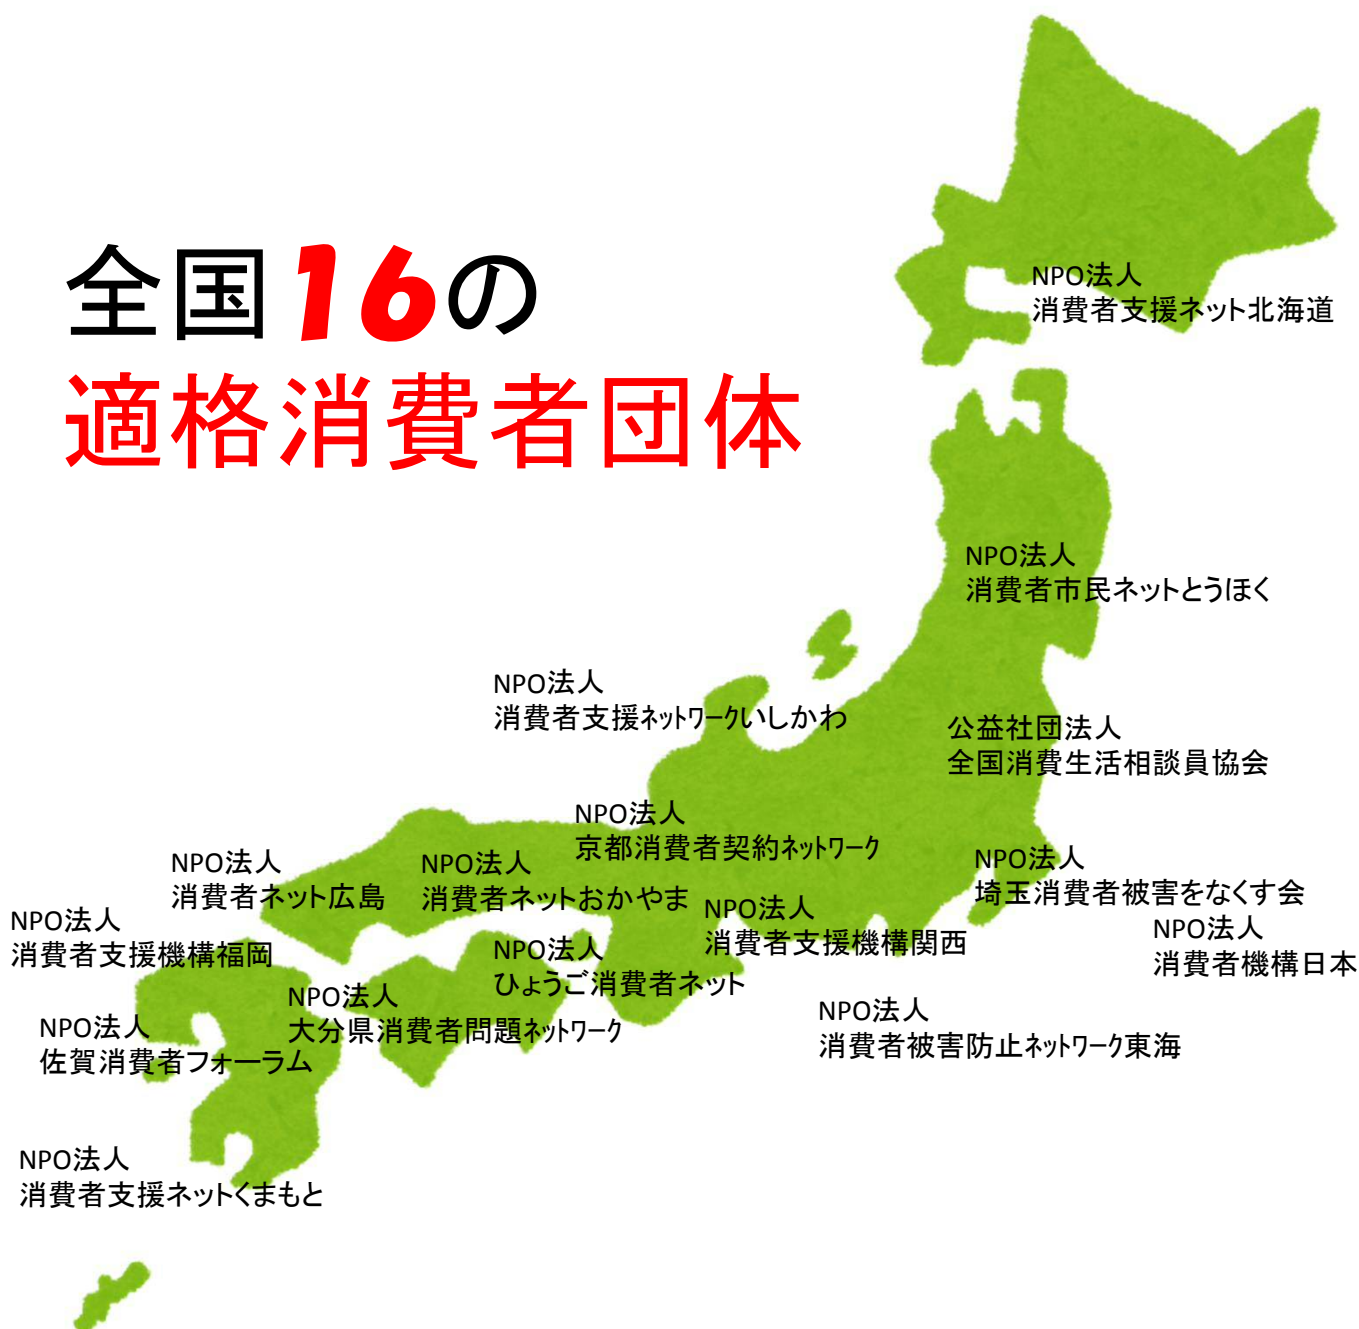 全国16の
適格消費者団体
NPO法人
消費者支援ネット北海道
NPO法人
消費者市民ネットとうほく
NPO法人
消費者支援ネットワークいしかわ
公益社団法人
全国消費生活相談員協会
NPO法人
京都消費者契約ネットワーク
NPO法人
埼玉消費者被害をなくす会
NPO法人
消費者ネット広島
NPO法人
消費者ネットおかやま
NPO法人
消費者支援機構関西
NPO法人
消費者機構日本
NPO法人
消費者支援機構福岡
NPO法人
ひょうご消費者ネット
NPO法人
大分県消費者問題ネットワーク
NPO法人
消費者被害防止ネットワーク東海
NPO法人
佐賀消費者フォーラム
NPO法人
消費者支援ネットくまもと